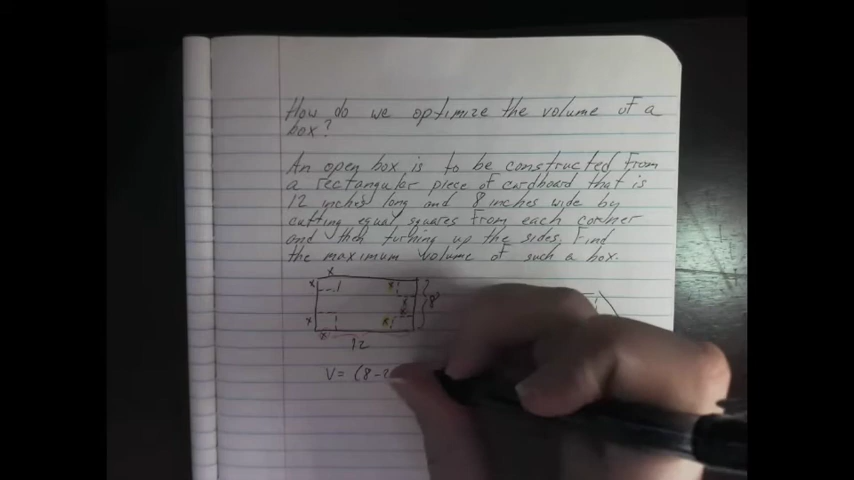 How do we optimize the volume of a
box?
An open box is to be constructed from
a rectangular piese of cardboard that is
12 inches long and 8 inches wide by
cutting equal squares from each corner
and then turning up the sides. Find
the maximum volume of such a box.
x
x x
8
x
x x
x
12
V = (8-2